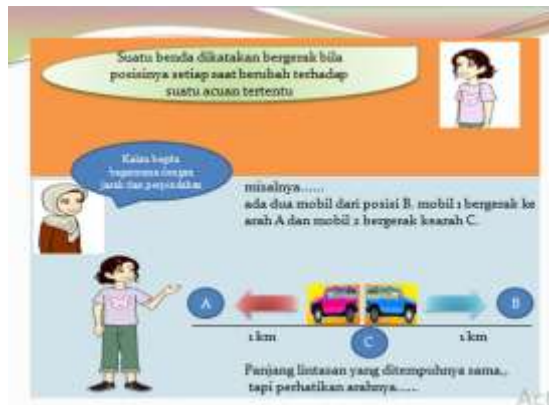 Suatu benda dikatakan bergerak bila
posisinya setiap saat berubah terhadap
suatu acuan tertentu
Kalau begitu
bagaimana dengan
jarak dan perpindahan
misalnya......
ada dua mobil dari posisi B. mobil 1 bergerak ke
arah A dan mobil 2 bergerak kearah C.
A
B
1 km
C
1 km
Panjang lintasan yang ditempuhnya sama,,
tapi perhatikan arahnya.....